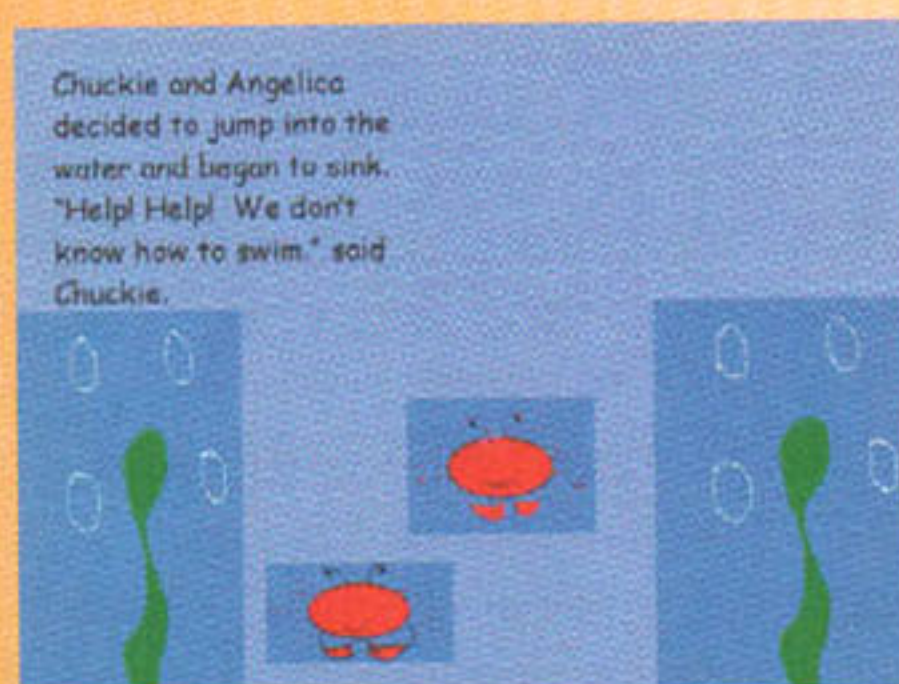 Chuckie and Angelica
decided to jump into the
water and began to sink.
"Help! Help!  We don't
know how to swim." said
Chuckie.